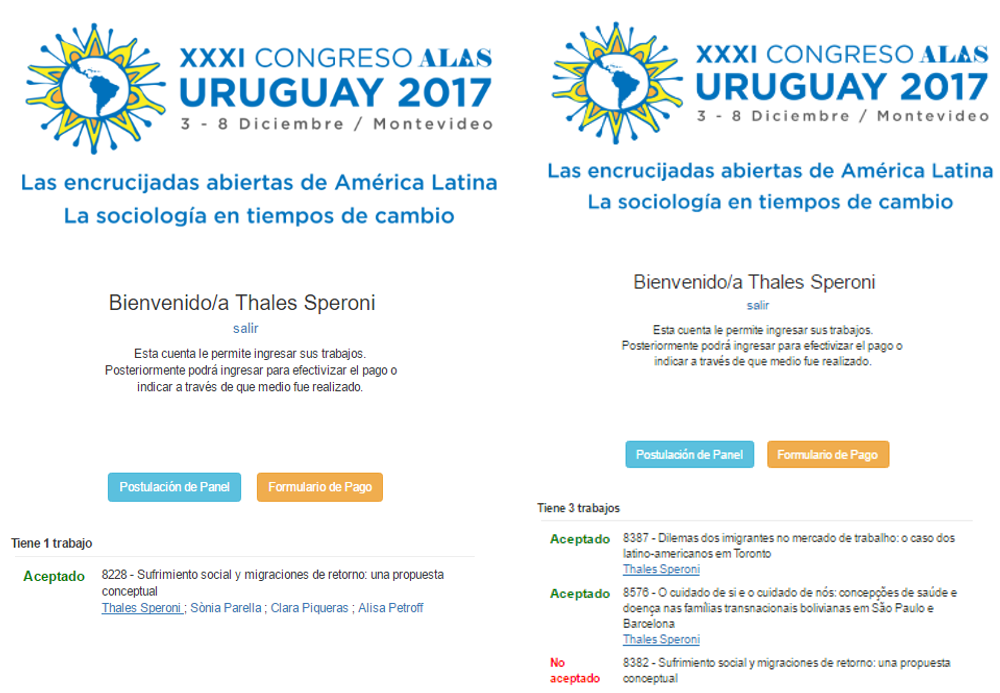 XXXI CONGRESO ALAS
URUGUAY 2017
3 - 8 Diciembre / Montevideo
Las encrucijadas abiertas de América Latina
La sociología en tiempos de cambio
Bienvenido/a Thales Speroni
salir
Esta cuenta le permite ingresar sus trabajos.
Posteriormente podrá ingresar para efectivizar el pago o
indicar a través de que medio fue realizado.
Postulación de Panel
Formulario de Pago
Tiene 1 trabajo
Aceptado
8228 - Sufrimiento social y migraciones de retorno: una propuesta
conceptual
Thales Speroni ; Sònia Parella ; Clara Piqueras ; Alisa Petroff
XXXI CONGRESO ALAS
URUGUAY 2017
3 - 8 Diciembre / Montevideo
Las encrucijadas abiertas de América Latina
La sociología en tiempos de cambio
Bienvenido/a Thales Speroni
salir
Esta cuenta le permite ingresar sus trabajos.
Posteriormente podrá ingresar para efectivizar el pago o
indicar a través de que medio fue realizado.
Postulación de Panel
Formulario de Pago
Tiene 3 trabajos
Aceptado
8387 - Dilemas dos imigrantes no mercado de trabalho: o caso dos
latino-americanos em Toronto
Thales Speroni
Aceptado
8576 - O cuidado de si e o cuidado de nós: concepções de saúde e
doença nas famílias transnacionais bolivianas em São Paulo e
Barcelona
Thales Speroni
No
aceptado
8382 - Sufrimiento social y migraciones de retorno: una propuesta
conceptual